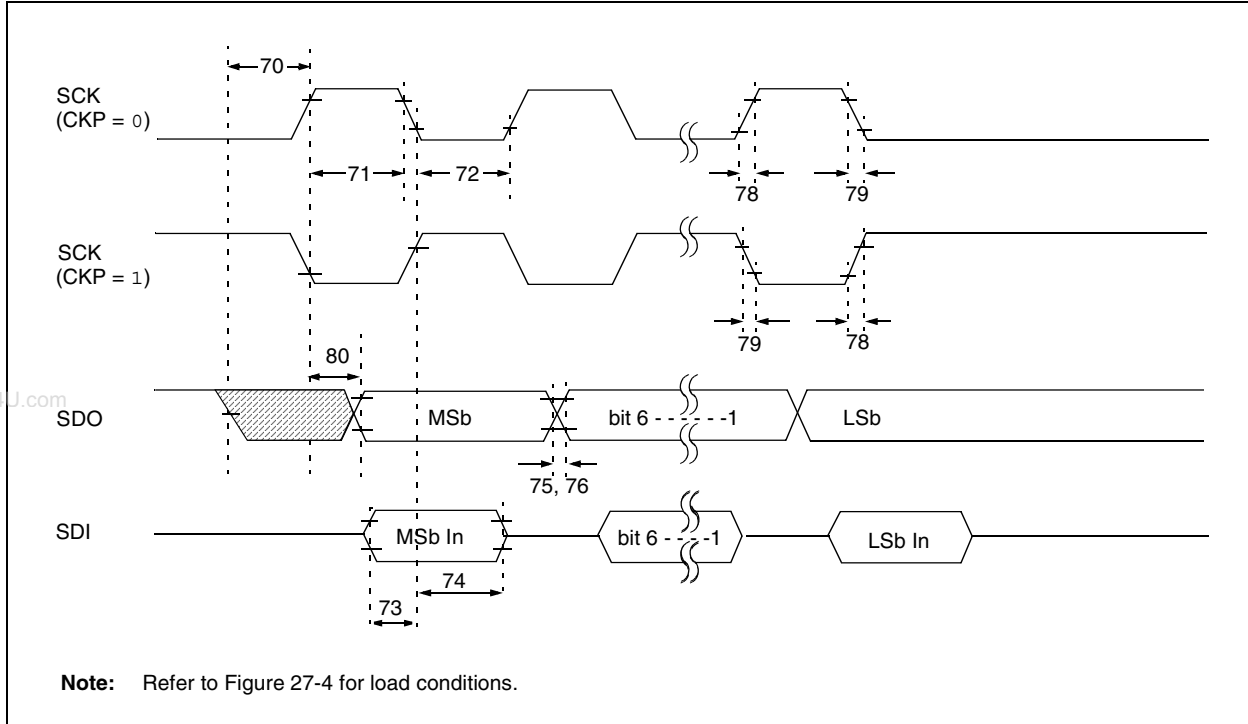 70
SCK
(CKP = 0)
71
72
78
79
SCK
(CKP = 1)
79
78
80
U.com
SDO
MSb
bit 6 - - - - - -1
LSb
75, 76
SDI
MSb In
bit 6 - - - - -1
LSb In
74
73
Note: Refer to Figure 27-4 for load conditions.